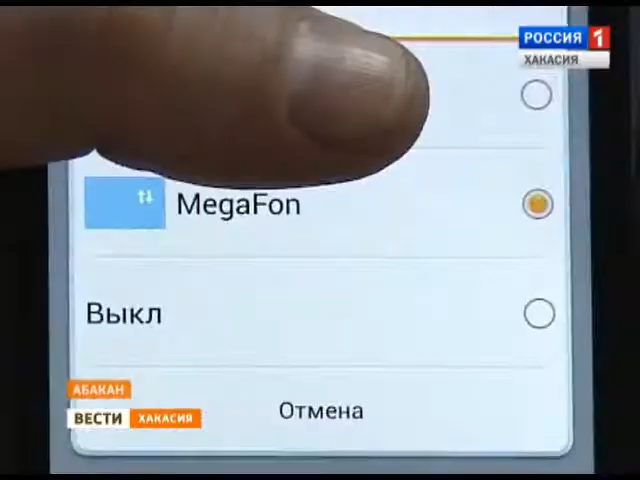 РОССИЯ 1
ХАКАСИЯ
MegaFon
Выкл
АБАКАН
ВЕСТИ ХАКАСИЯ
Отмена